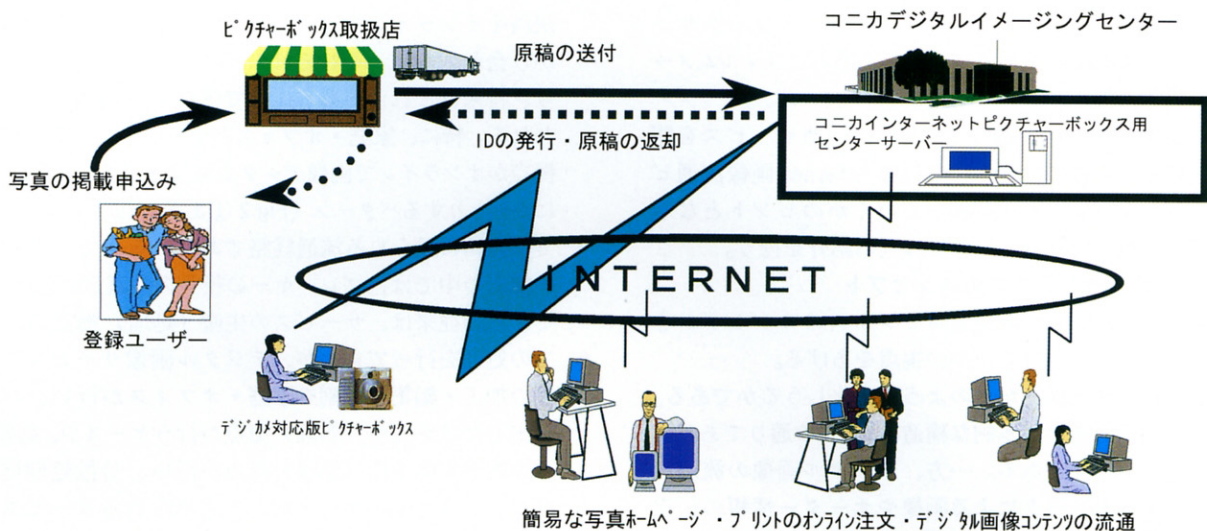 ピクチャーボックス取扱店
コニカデジタルイメージングセンター
原稿の送付
IDの発行・原稿の返却
コニカインターネットピクチャーボックス用
センターサーバー
写真の掲載申込み
INTERNET
登録ユーザー
デジカメ対応版ピクチャーボックス
簡易な写真ホームページ・プリントのオンライン注文・デジタル画像コンテンツの流通